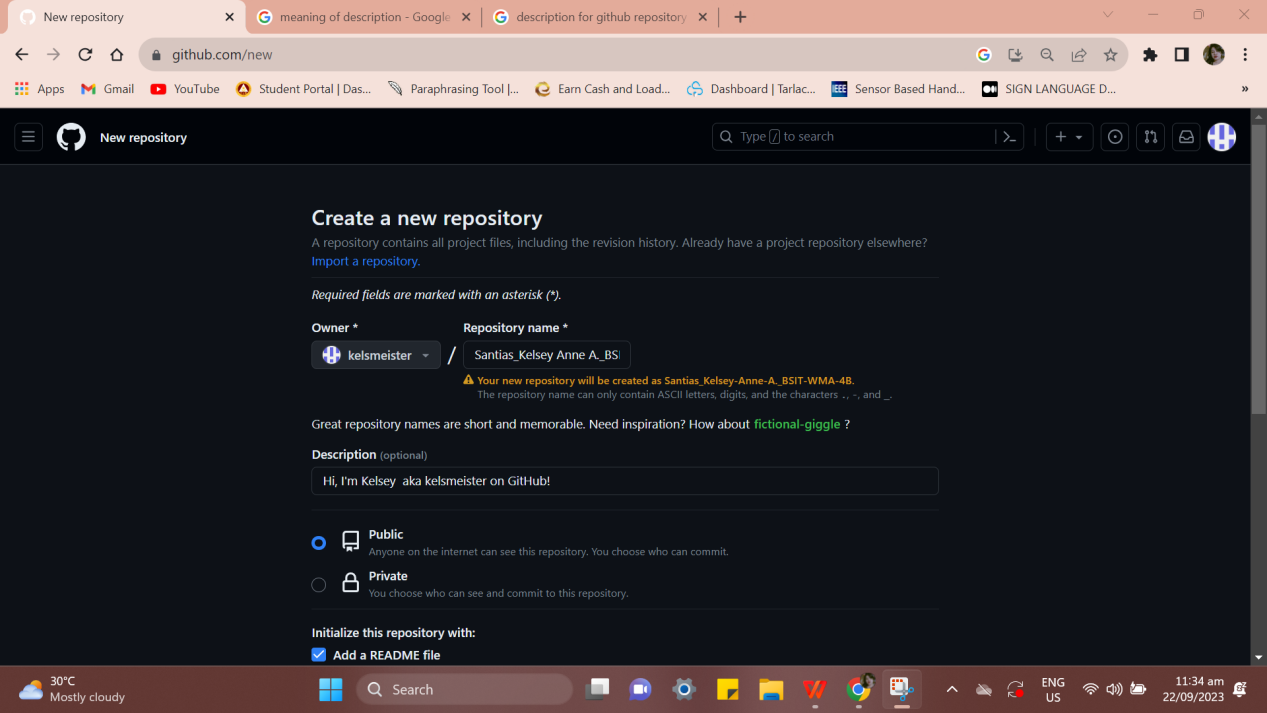 New repository
meaning of description - Google
description for github repository
github.com/new
Apps
Gmail
YouTube
Student Portal | Das...
Paraphrasing Tool |...
Earn Cash and Load...
Dashboard | Tarlac...
IEEE
Sensor Based Hand...
SIGN LANGUAGE D...
»
New repository
Type / to search
Create a new repository
A repository contains all project files, including the revision history. Already have a project repository elsewhere?
Import a repository.
Required fields are marked with an asterisk (*).
Owner *
Repository name *
kelsmeister
/
Santias_Kelsey Anne A._BSI
Your new repository will be created as Santias_Kelsey-Anne-A._BSIT-WMA-4B.
The repository name can only contain ASCII letters, digits, and the characters ., -, and _.
Great repository names are short and memorable. Need inspiration? How about fictional-giggle ?
Description (optional)
Hi, I'm Kelsey  aka kelsmeister on GitHub!
Public
Anyone on the internet can see this repository. You choose who can commit.
Private
You choose who can see and commit to this repository.
Initialize this repository with:
Add a README file
30°C
Mostly cloudy
Search
ENG
US
11:34 am
22/09/2023